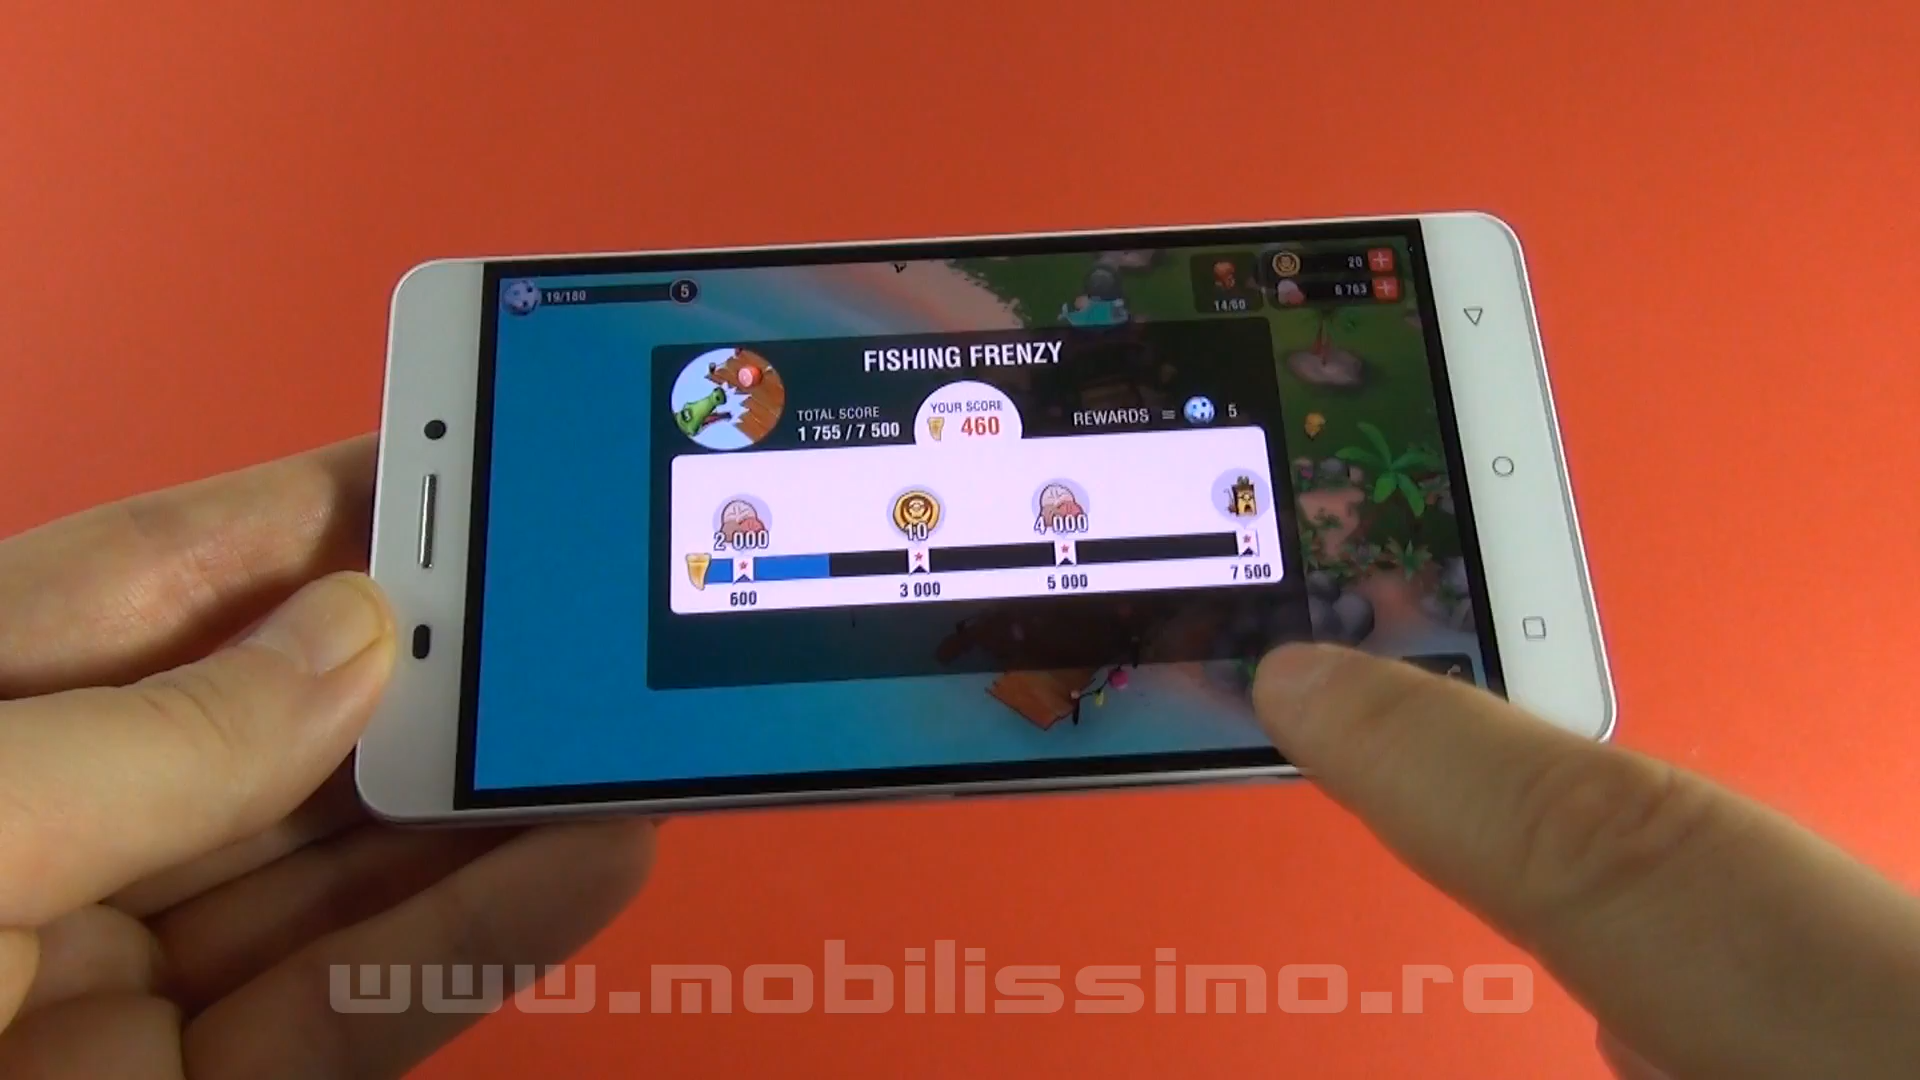 19/180
5
20
14/60
6 763
FISHING FRENZY
TOTAL SCORE
1 755 / 7 500
YOUR SCORE
460
REWARDS = 5
2 000
10
4 000
600
3 000
5 000
7 500
www.mobilissimo.ro